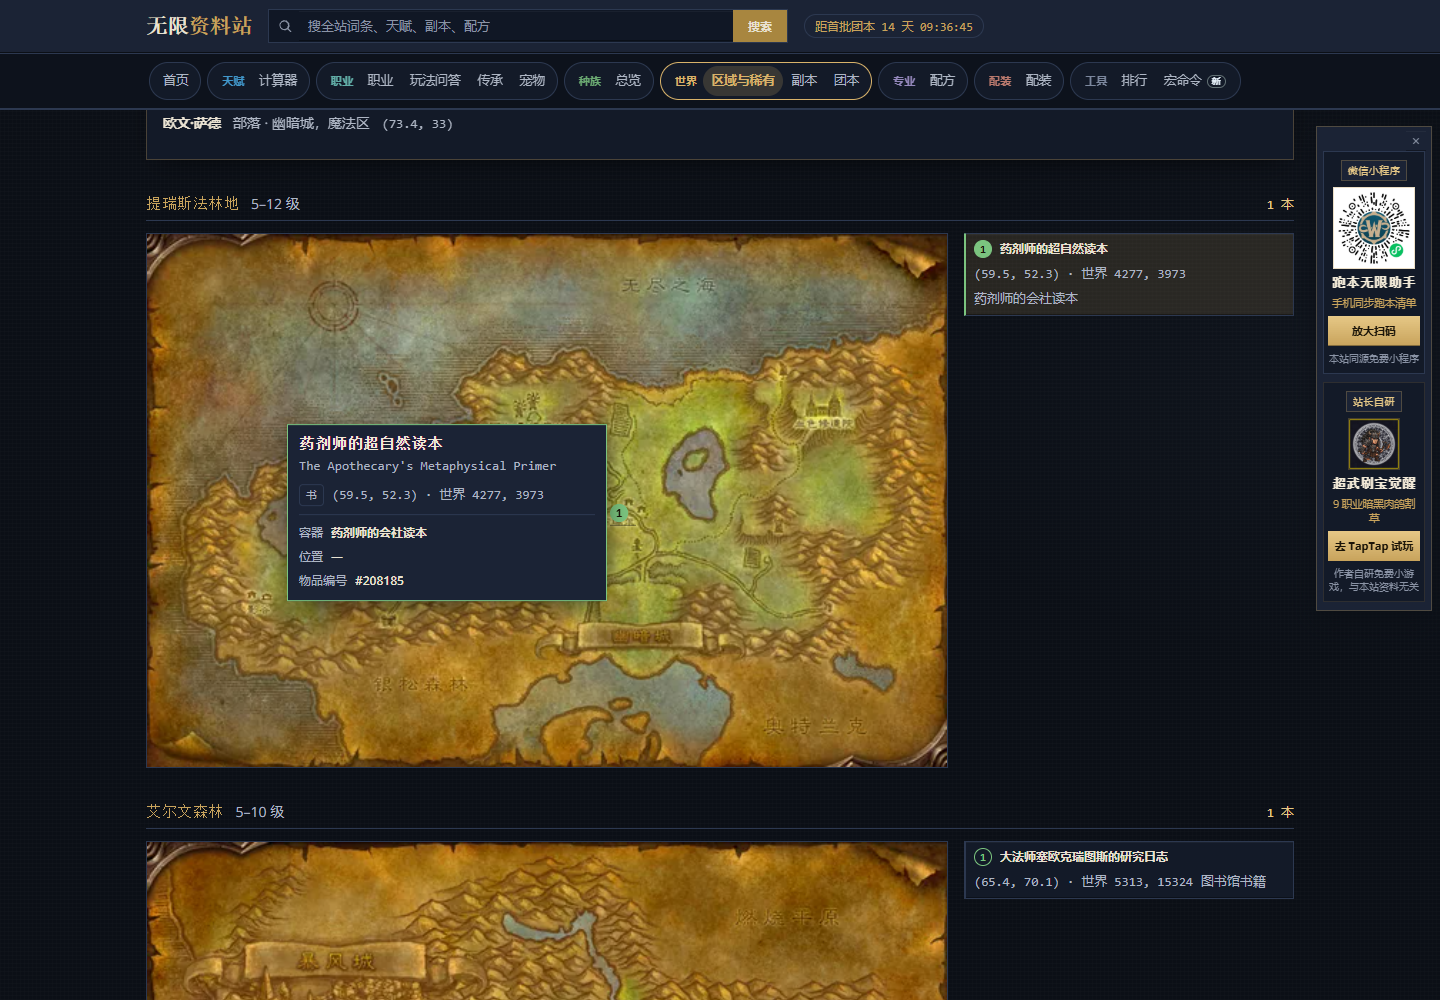 无限资料站
搜全站词条、天赋、副本、配方
搜索
距首批团本 14 天 09:36:45
首页
天赋 计算器
职业 职业 玩法问答 传承 宠物
种族 总览
世界 区域与稀有 副本 团本
专业 配方
配装 配装
工具 排行 宏命令 新
欧文·萨德 部落 · 幽暗城，魔法区 (73.4, 33)
提瑞斯法林地 5–12 级
1 本
无尽之海
血色修道院
药剂师的超自然读本
The Apothecary's Metaphysical Primer
书 (59.5, 52.3) · 世界 4277, 3973
容器 药剂师的会社读本
位置 —
物品编号 #208185
1
幽暗城
银松森林
奥特兰克
1 药剂师的超自然读本
(59.5, 52.3) · 世界 4277, 3973
药剂师的会社读本
艾尔文森林 5–10 级
1 本
燃烧平原
暴风城
1 大法师塞欧克瑞图斯的研究日志
(65.4, 70.1) · 世界 5313, 15324 图书馆书籍
×
微信小程序
W
跑本无限助手
手机同步跑本清单
放大扫码
本站同源免费小程序
站长自研
超武刷宝觉醒
9 职业暗黑肉鸽割
草
去 TapTap 试玩
作者自研免费小游
戏，与本站资料无关